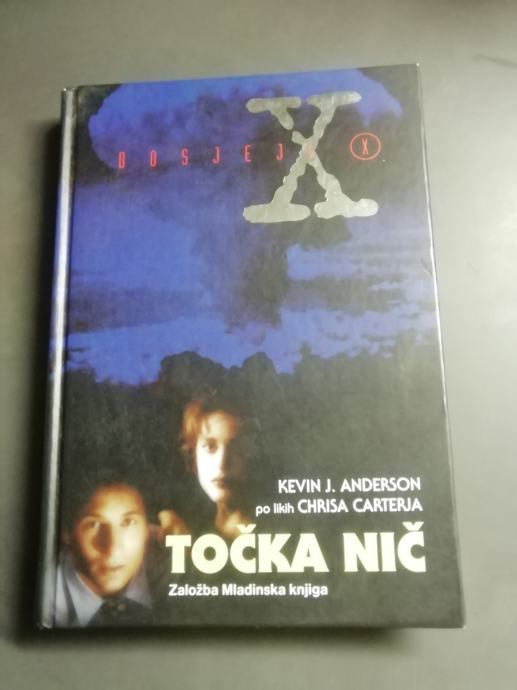 X
DOSJEJI X
KEVIN J. ANDERSON
po likih CHRISA CARTERJA
TOČKA NIČ
Založba Mladinska knjiga